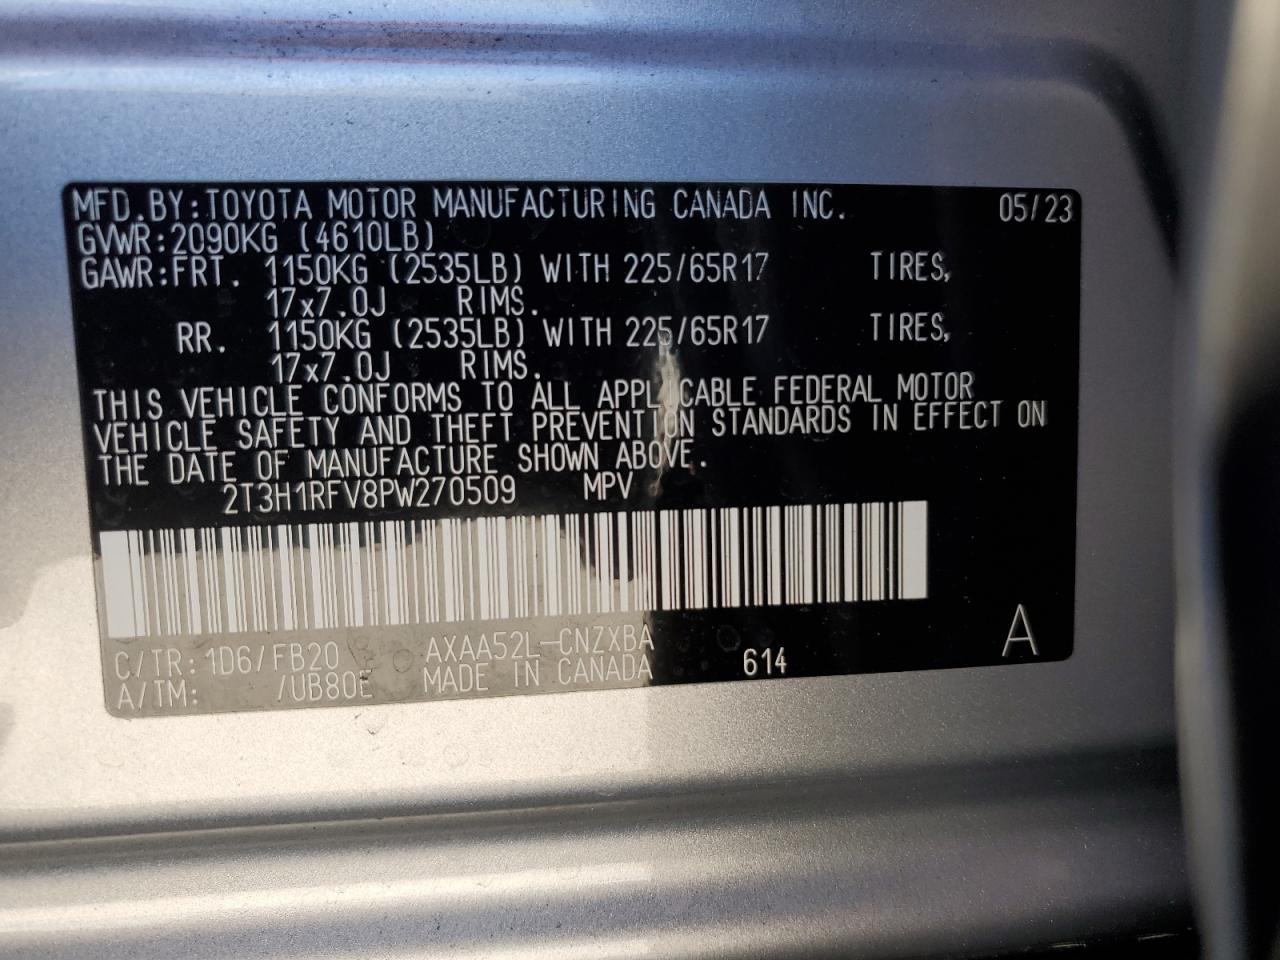 MFD.BY:TOYOTA MOTOR MANUFACTURING CANADA INC. 05/23
GVWR:2090KG (4610LB)
GAWR:FRT. 1150KG (2535LB) WITH 225/65R17 TIRES,
17x7.0J RIMS.
RR. 1150KG (2535LB) WITH 225/65R17 TIRES,
17x7.0J RIMS.
THIS VEHICLE CONFORMS TO ALL APPLICABLE FEDERAL MOTOR
VEHICLE SAFETY AND THEFT PREVENTION STANDARDS IN EFFECT ON
THE DATE OF MANUFACTURE SHOWN ABOVE.
2T3H1RFV8PW270509 MPV
C/TR: 1D6/FB20 AXAA52L-CNZXBA A
A/TM: /UB80E MADE IN CANADA 614